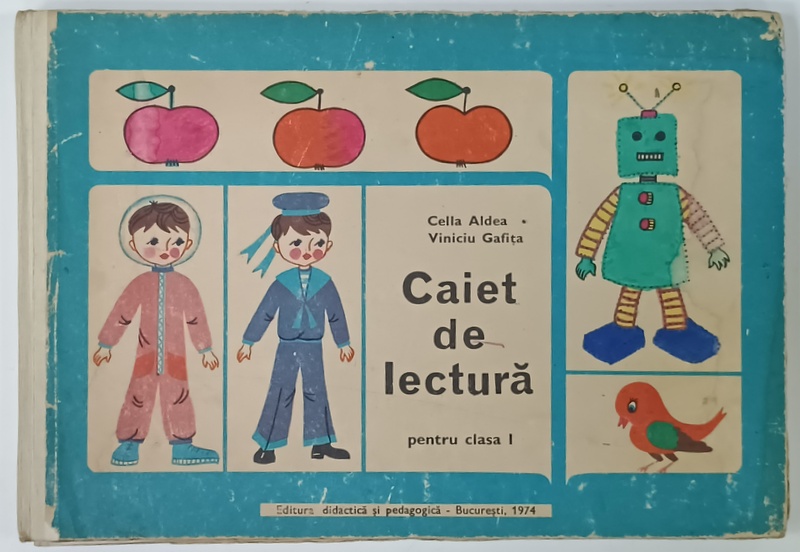 Cella Aldea
Viniciu Gafița
Caiet
de
lectură
pentru clasa I
Editura didactică și pedagogică - București, 1974